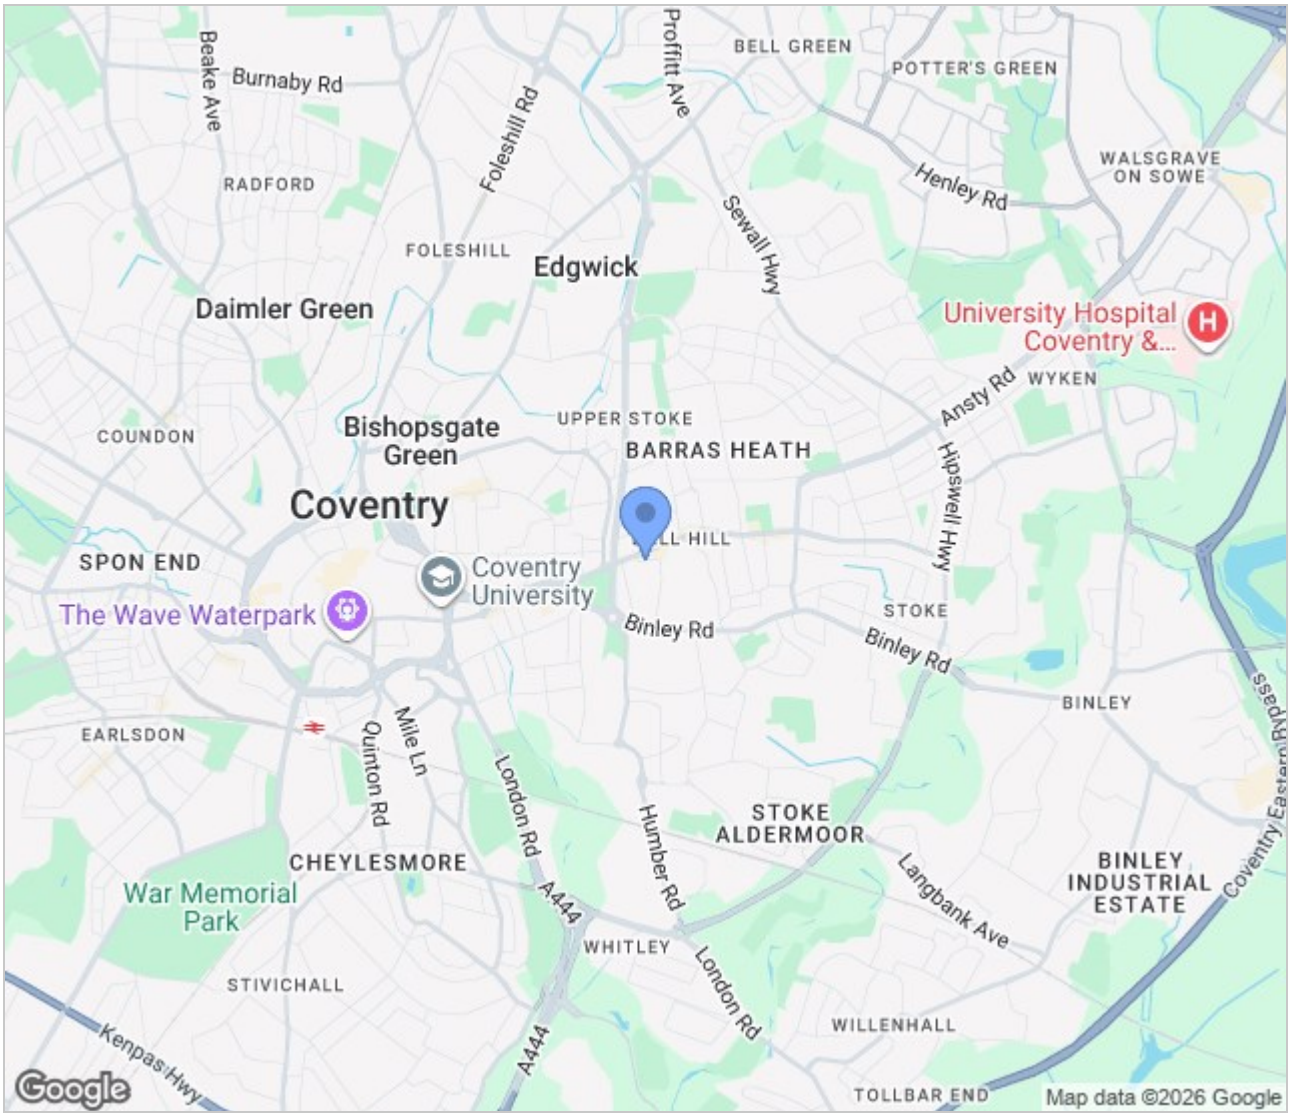 Proffitt Ave
BELL GREEN
Beake Ave
Burnaby Rd
POTTER'S GREEN
Foleshill Rd
WALSGRAVE
ON SOWE
RADFORD
Henley Rd
Sewall Hwy
FOLESHILL
Edgwick
Daimler Green
University Hospital
Coventry &...
H
WYKEN
Ansty Rd
UPPER STOKE
Bishopsgate
Green
COUNDON
BARRAS HEATH
Hipswell Hwy
Coventry
HILL
SPON END
Coventry
University
The Wave Waterpark
STOKE
Binley Rd
Binley Rd
BINLEY
Coventry Eastern Bypass
EARLSDON
Mile Ln
Quinton Rd
London Rd
STOKE
ALDERMOOR
Humber Rd
CHEYLESMORE
BINLEY
INDUSTRIAL
ESTATE
Langbank Ave
War Memorial
Park
A444
WHITLEY
London Rd
STIVICHALL
WILLENHALL
A444
Kenpas Hwy
TOLLBAR END
Google
Map data ©2026 Google